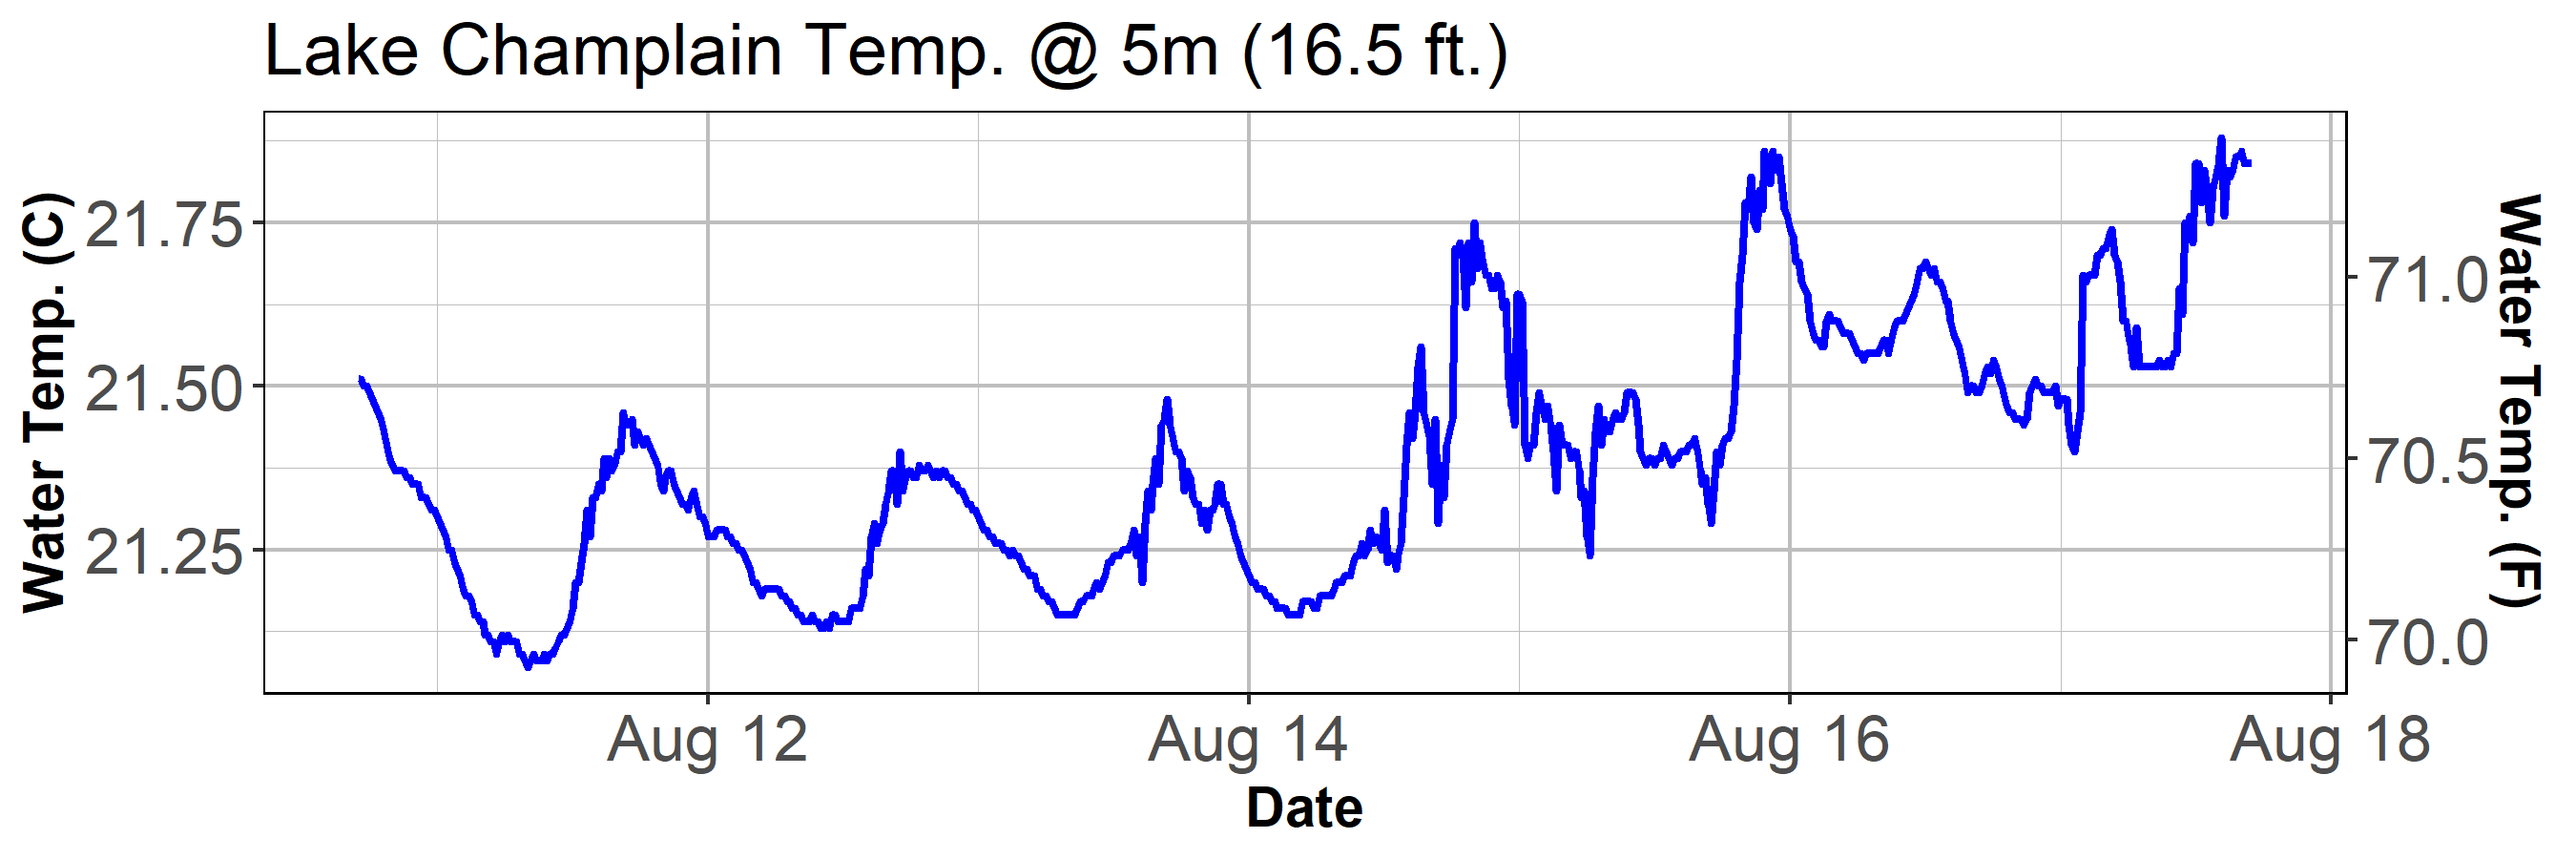 Lake Champlain Temp. @ 5m (16.5 ft.)
Water Temp. (C)
21.75
21.50
21.25
71.0
70.5
70.0
Water Temp. (F)
Aug 12
Aug 14
Aug 16
Aug 18
Date